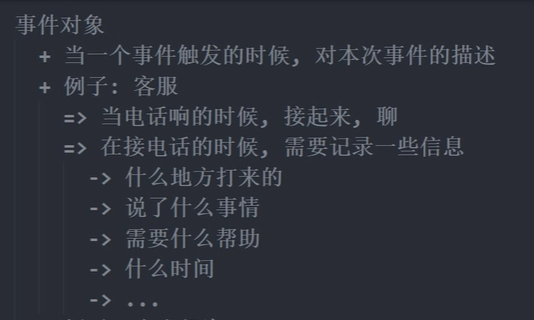 事件对象
+ 当一个事件触发的时候, 对本次事件的描述
+ 例子: 客服
=> 当电话响的时候, 接起来, 聊
=> 在接电话的时候, 需要记录一些信息
-> 什么地方打来的
-> 说了什么事情
-> 需要什么帮助
-> 什么时间
-> ...